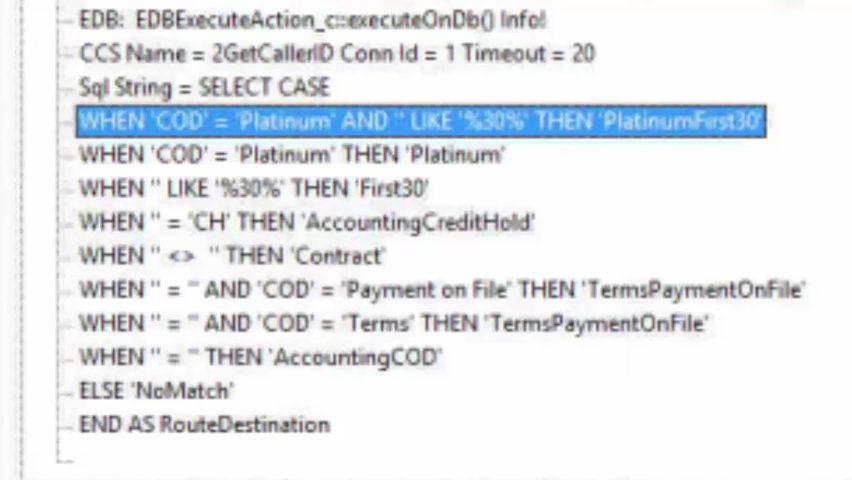 EDB: EDBExecuteAction_c::executeOnDb() Info!
CCS Name = 2GetCallerID Conn Id = 1 Timeout = 20
Sql String = SELECT CASE
WHEN 'COD' = 'Platinum' AND '' LIKE '%30%' THEN 'PlatinumFirst30'
WHEN 'COD' = 'Platinum' THEN 'Platinum'
WHEN '' LIKE '%30%' THEN 'First30'
WHEN '' = 'CH' THEN 'AccountingCreditHold'
WHEN '' <> '' THEN 'Contract'
WHEN '' = '' AND 'COD' = 'Payment on File' THEN 'TermsPaymentOnFile'
WHEN '' = '' AND 'COD' = 'Terms' THEN 'TermsPaymentOnFile'
WHEN '' = '' THEN 'AccountingCOD'
ELSE 'NoMatch'
END AS RouteDestination